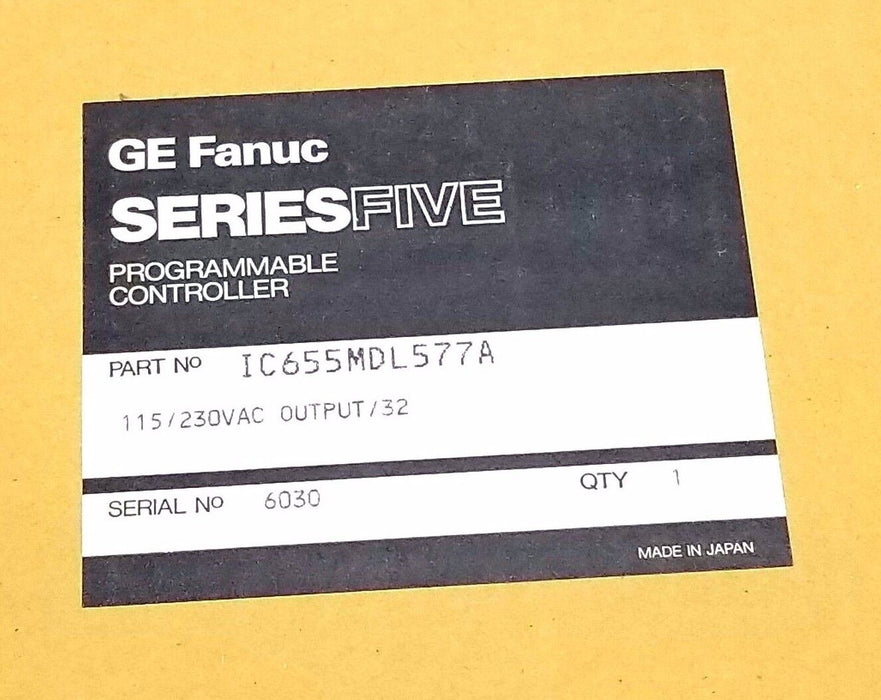 GE Fanuc
SERIESFIVE
PROGRAMMABLE
CONTROLLER
PART No IC655MDL577A
115/230VAC OUTPUT/32
SERIAL No 6030 QTY 1
MADE IN JAPAN